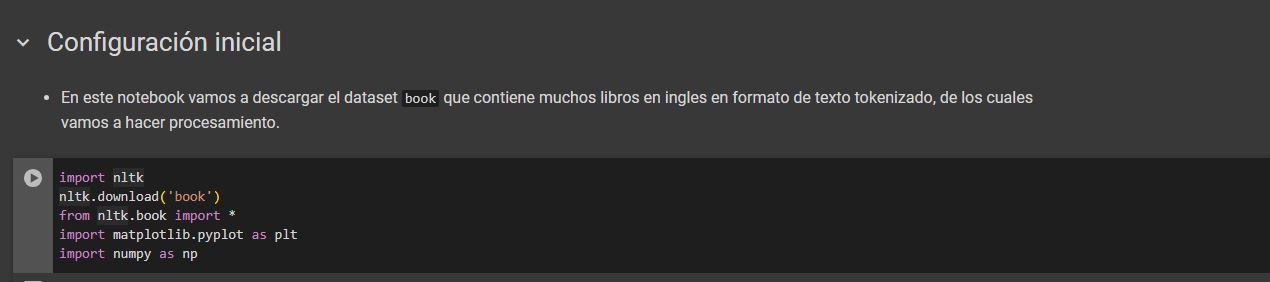 Configuración inicial
• En este notebook vamos a descargar el dataset book que contiene muchos libros en ingles en formato de texto tokenizado, de los cuales
vamos a hacer procesamiento.
import nltk
nltk.download('book')
from nltk.book import *
import matplotlib.pyplot as plt
import numpy as np